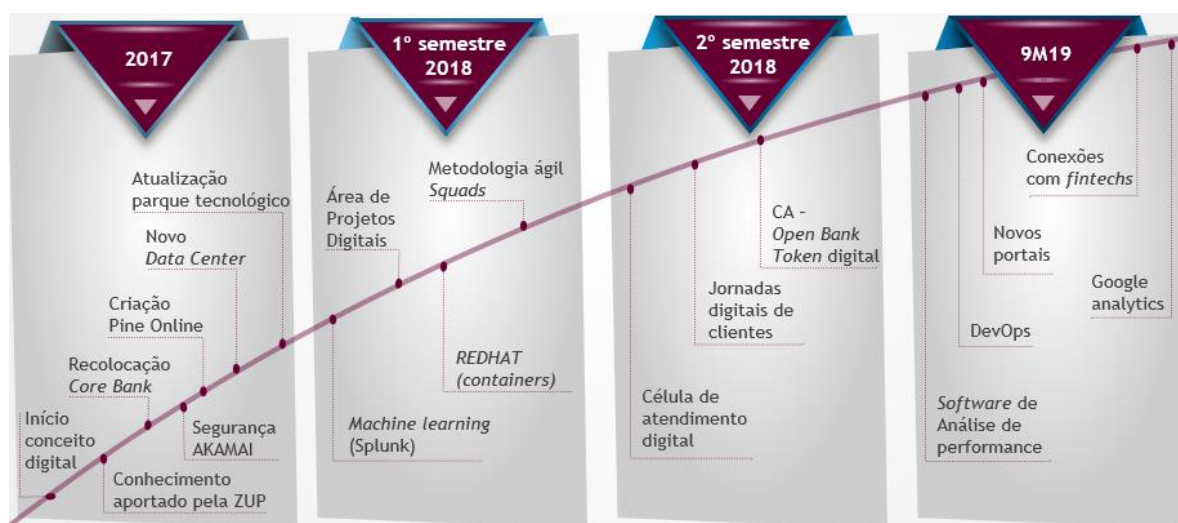 2017
Início
conceito
digital
Conhecimento
aportado pela ZUP
Recolocação
Core Bank
Segurança
AKAMAI
Criação
Pine Online
Novo
Data Center
Atualização
parque tecnológico
1º semestre
2018
Machine learning
(Splunk)
Área de
Projetos
Digitais
REDHAT
(containers)
Metodologia ágil
Squads
2º semestre
2018
Célula de
atendimento
digital
Jornadas
digitais de
clientes
CA –
Open Bank
Token digital
9M19
Software de
Análise de
performance
DevOps
Novos
portais
Conexões
com fintechs
Google
analytics